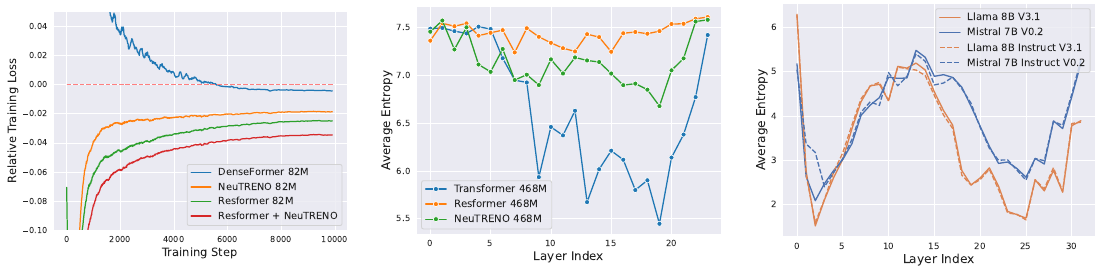 Relative Training Loss
0.04
0.02
0.00
−0.02
−0.04
−0.06
−0.08
−0.10
DenseFormer 82M
NeuTRENO 82M
Resformer 82M
Resformer + NeuTRENO
0 2000 4000 6000 8000 10000
Training Step
Average Entropy
7.5
7.0
6.5
6.0
5.5
Transformer 468M
Resformer 468M
NeuTRENO 468M
0 5 10 15 20
Layer Index
Average Entropy
6
5
4
3
2
Llama 8B V3.1
Mistral 7B V0.2
Llama 8B Instruct V3.1
Mistral 7B Instruct V0.2
0 5 10 15 20 25 30
Layer Index